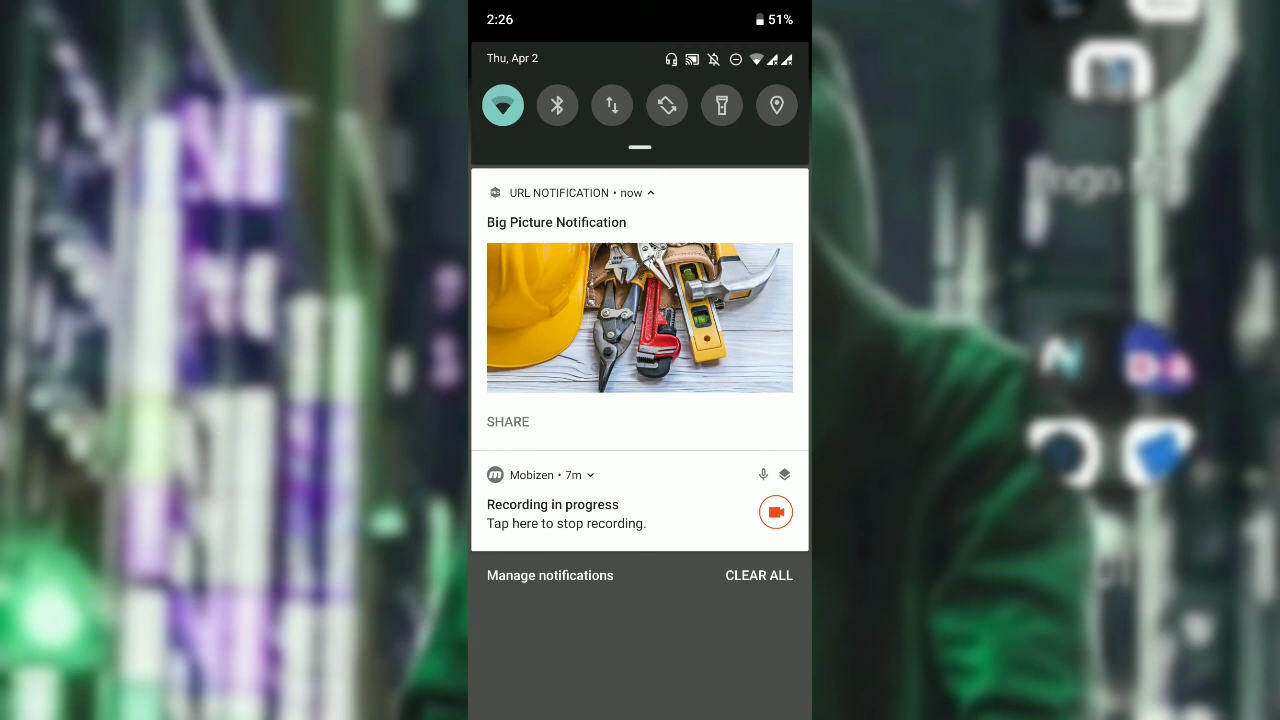 2:26
51%
Thu, Apr 2
URL NOTIFICATION • now
Big Picture Notification
SHARE
Mobizen • 7m
Recording in progress
Tap here to stop recording.
Manage notifications
CLEAR ALL